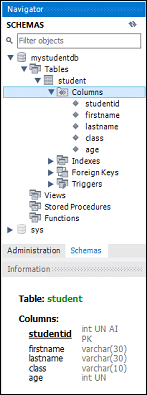 Navigator
SCHEMAS
Filter objects
mystudentdb
Tables
student
Columns
studentid
firstname
lastname
class
age
Indexes
Foreign Keys
Triggers
Views
Stored Procedures
Functions
sys
Administration Schemas
Information
Table: student
Columns:
studentid int UN AI
PK
firstname varchar(30)
lastname varchar(30)
class varchar(10)
age int UN